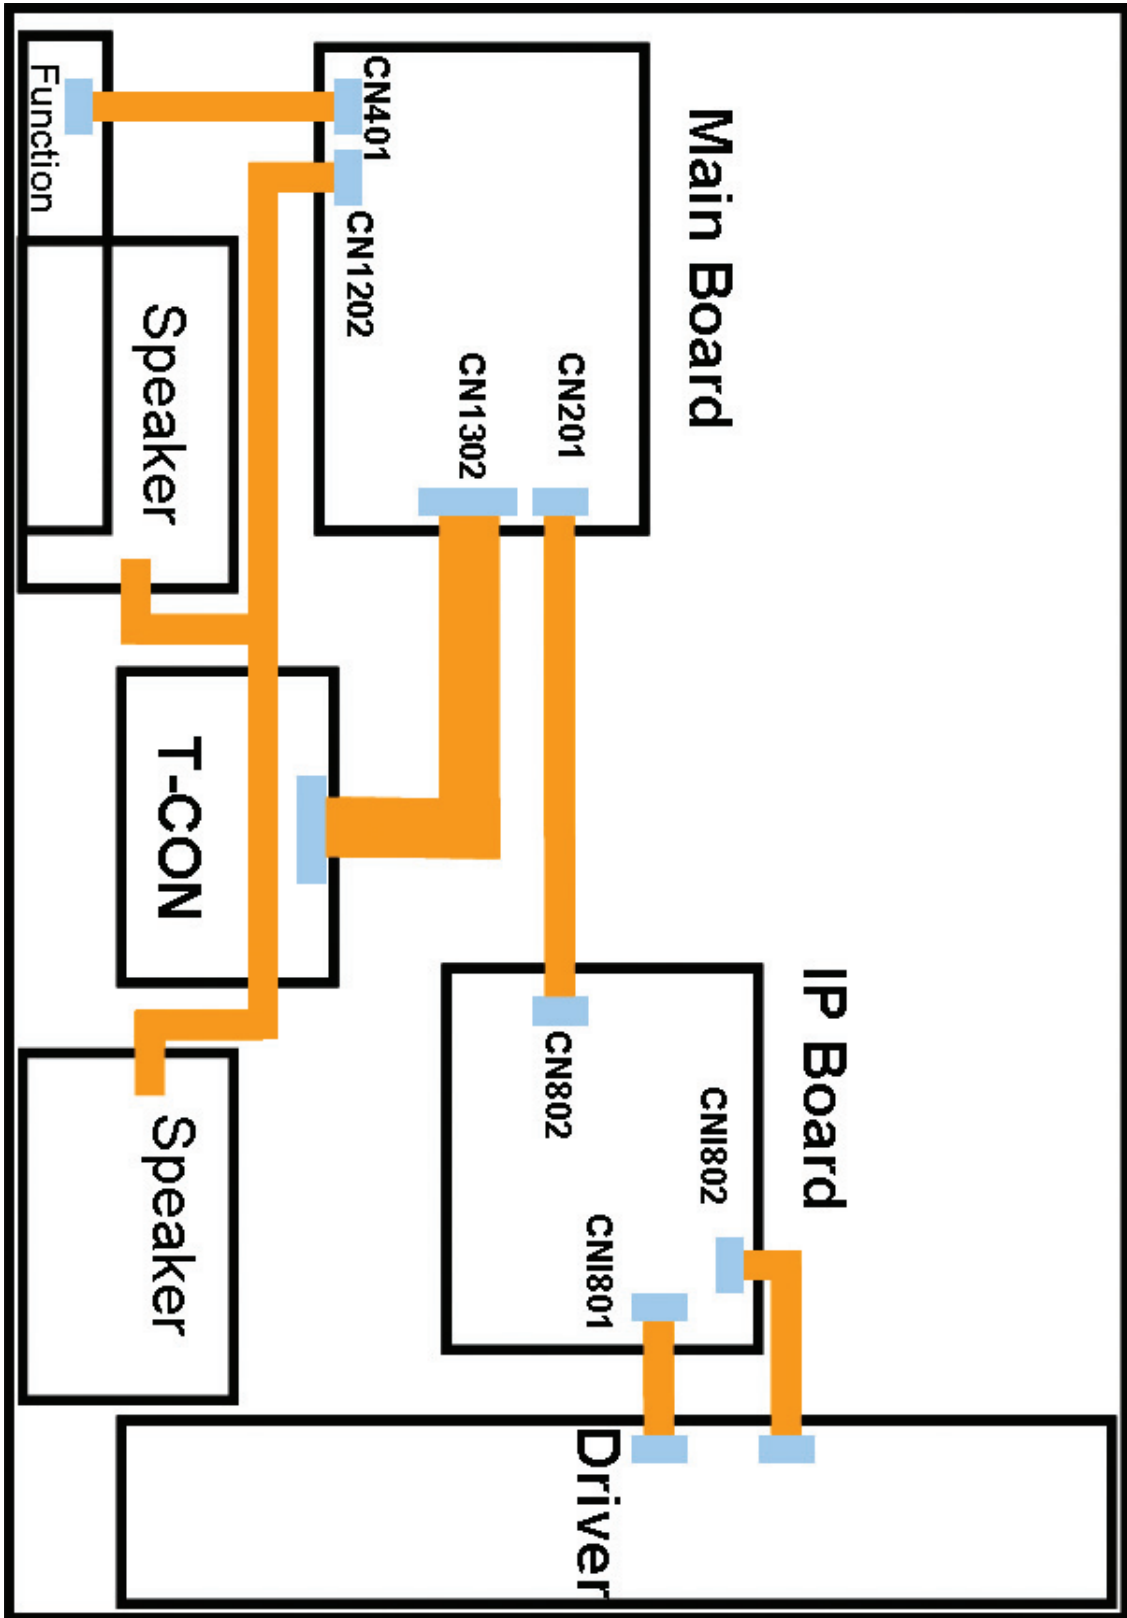 Main Board
IP Board
CNI802
CNI801
Driver
CN201
CN802
CN1302
CN401
CN1202
T-CON
Speaker
Speaker
Function